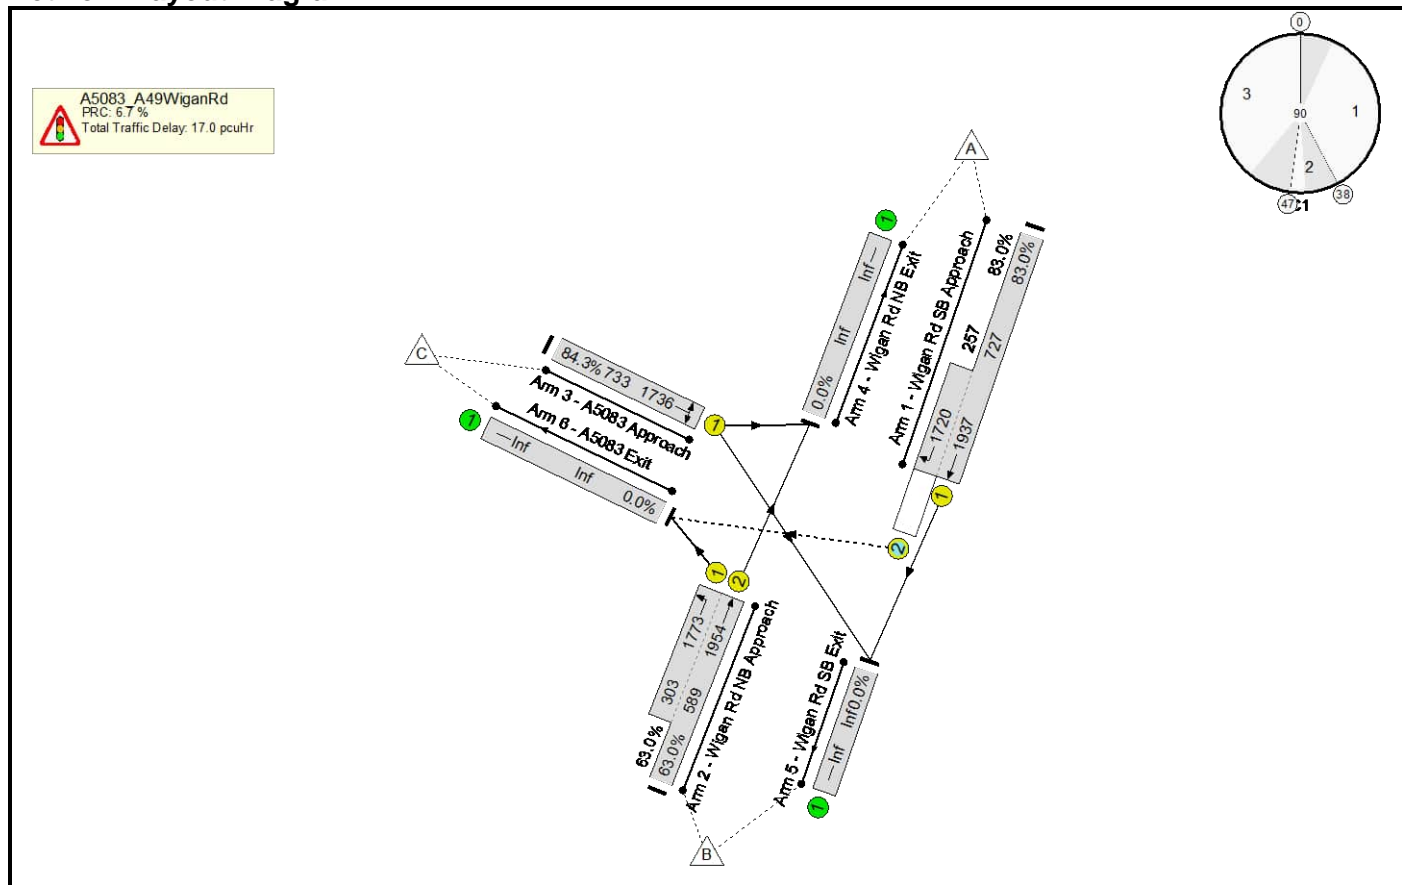 A5083_A49WiganRd
PRC: 6.7 %
Total Traffic Delay: 17.0 pcuHr
0
3
90
1
2
47
C1
38
A
1
Inf
Inf
0.0%
Arm 4 - Wigan Rd NB Exit
Arm 1 - Wigan Rd SB Approach
83.0%
83.0%
257
727
1720
1937
1
2
C
84.3% 733 1736
Arm 3 - A5083 Approach
1
Arm 6 - A5083 Exit
1
Inf Inf 0.0%
1
2
1773
1954
303
589
63.0%
63.0%
Arm 2 - Wigan Rd NB Approach
B
Arm 5 - Wigan Rd SB Exit
Inf Inf 0.0%
1